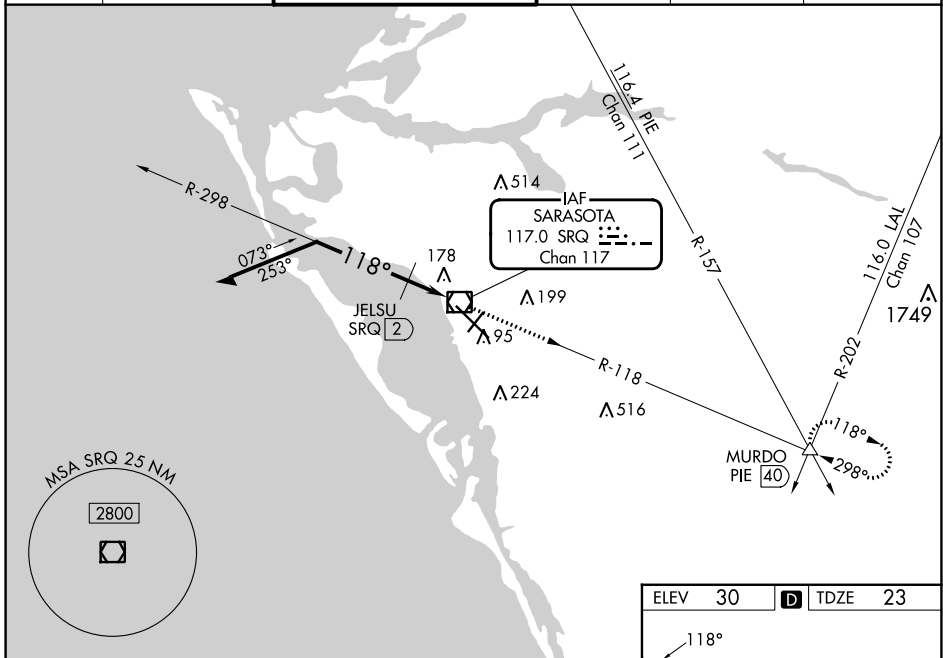 116.4 PIE
Chan 111
R-298
514
IAF
SARASOTA
117.0 SRQ
Chan 117
R-157
116.0 LAL
Chan 107
073°
253°
118°
178
199
1749
JELSU
SRQ 2
95
R-118
R-202
224
516
118°
298°
MURDO
PIE 40
MSA SRQ 25 NM
2800
ELEV 30 D TDZE 23
118°